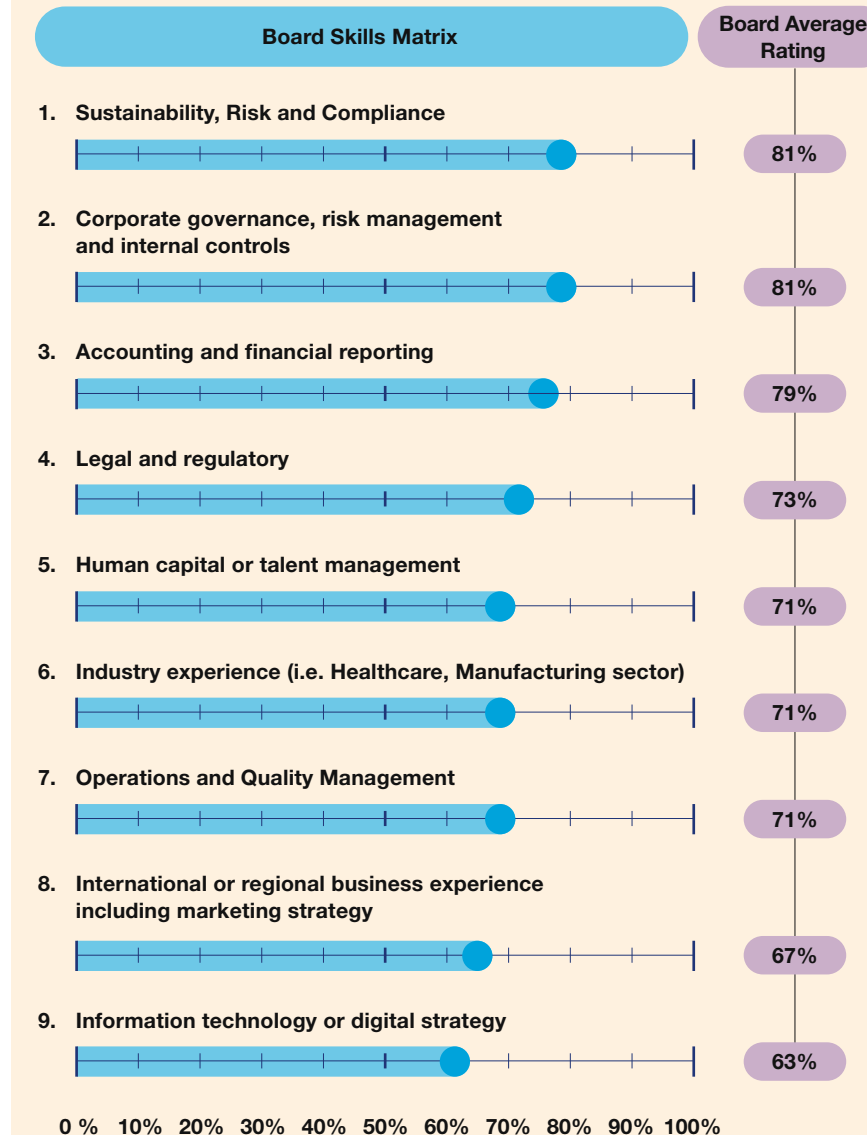 Board Skills Matrix
Board Average
Rating
1. Sustainability, Risk and Compliance
81%
2. Corporate governance, risk management
and internal controls
81%
3. Accounting and financial reporting
79%
4. Legal and regulatory
73%
5. Human capital or talent management
71%
6. Industry experience (i.e. Healthcare, Manufacturing sector)
71%
7. Operations and Quality Management
71%
8. International or regional business experience
including marketing strategy
67%
9. Information technology or digital strategy
63%
0 % 10% 20% 30% 40% 50% 60% 70% 80% 90% 100%